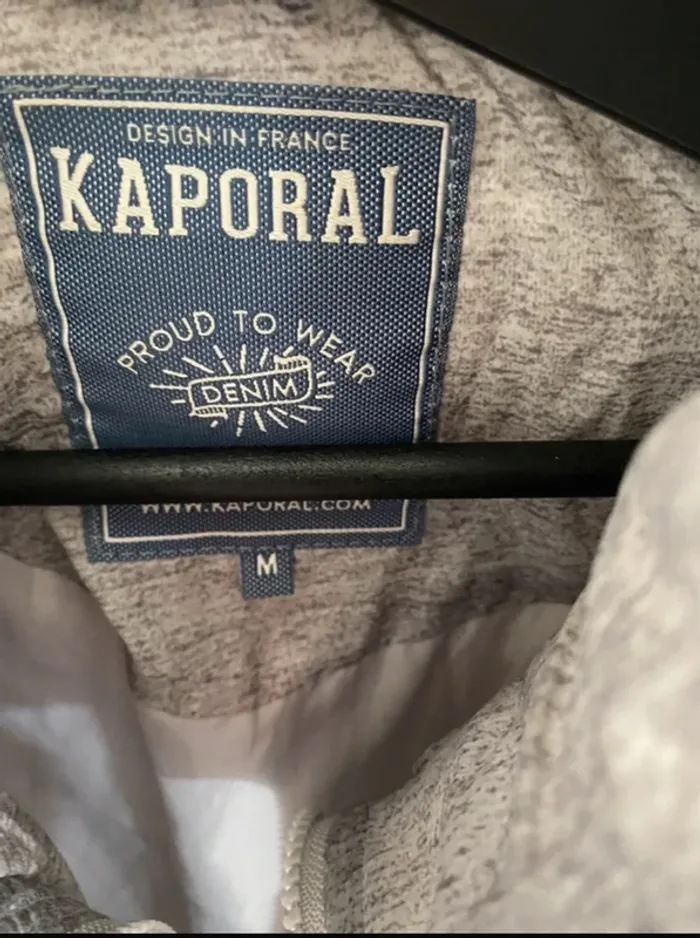 DESIGN IN FRANCE
KAPORAL
PROUD TO WEAR
DENIM
WWW.KAPORAL.COM
M